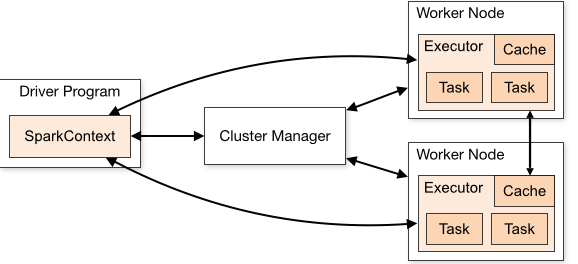 Driver Program
SparkContext
Cluster Manager
Worker Node
Executor
Cache
Task
Task
Worker Node
Executor
Cache
Task
Task